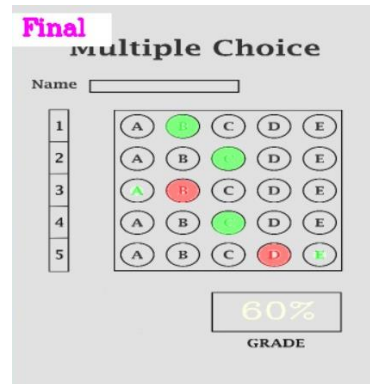 Final
Multiple Choice
Name
1 A B C D E
2 A B C D E
3 A B C D E
4 A B C D E
5 A B C D E
60%
GRADE